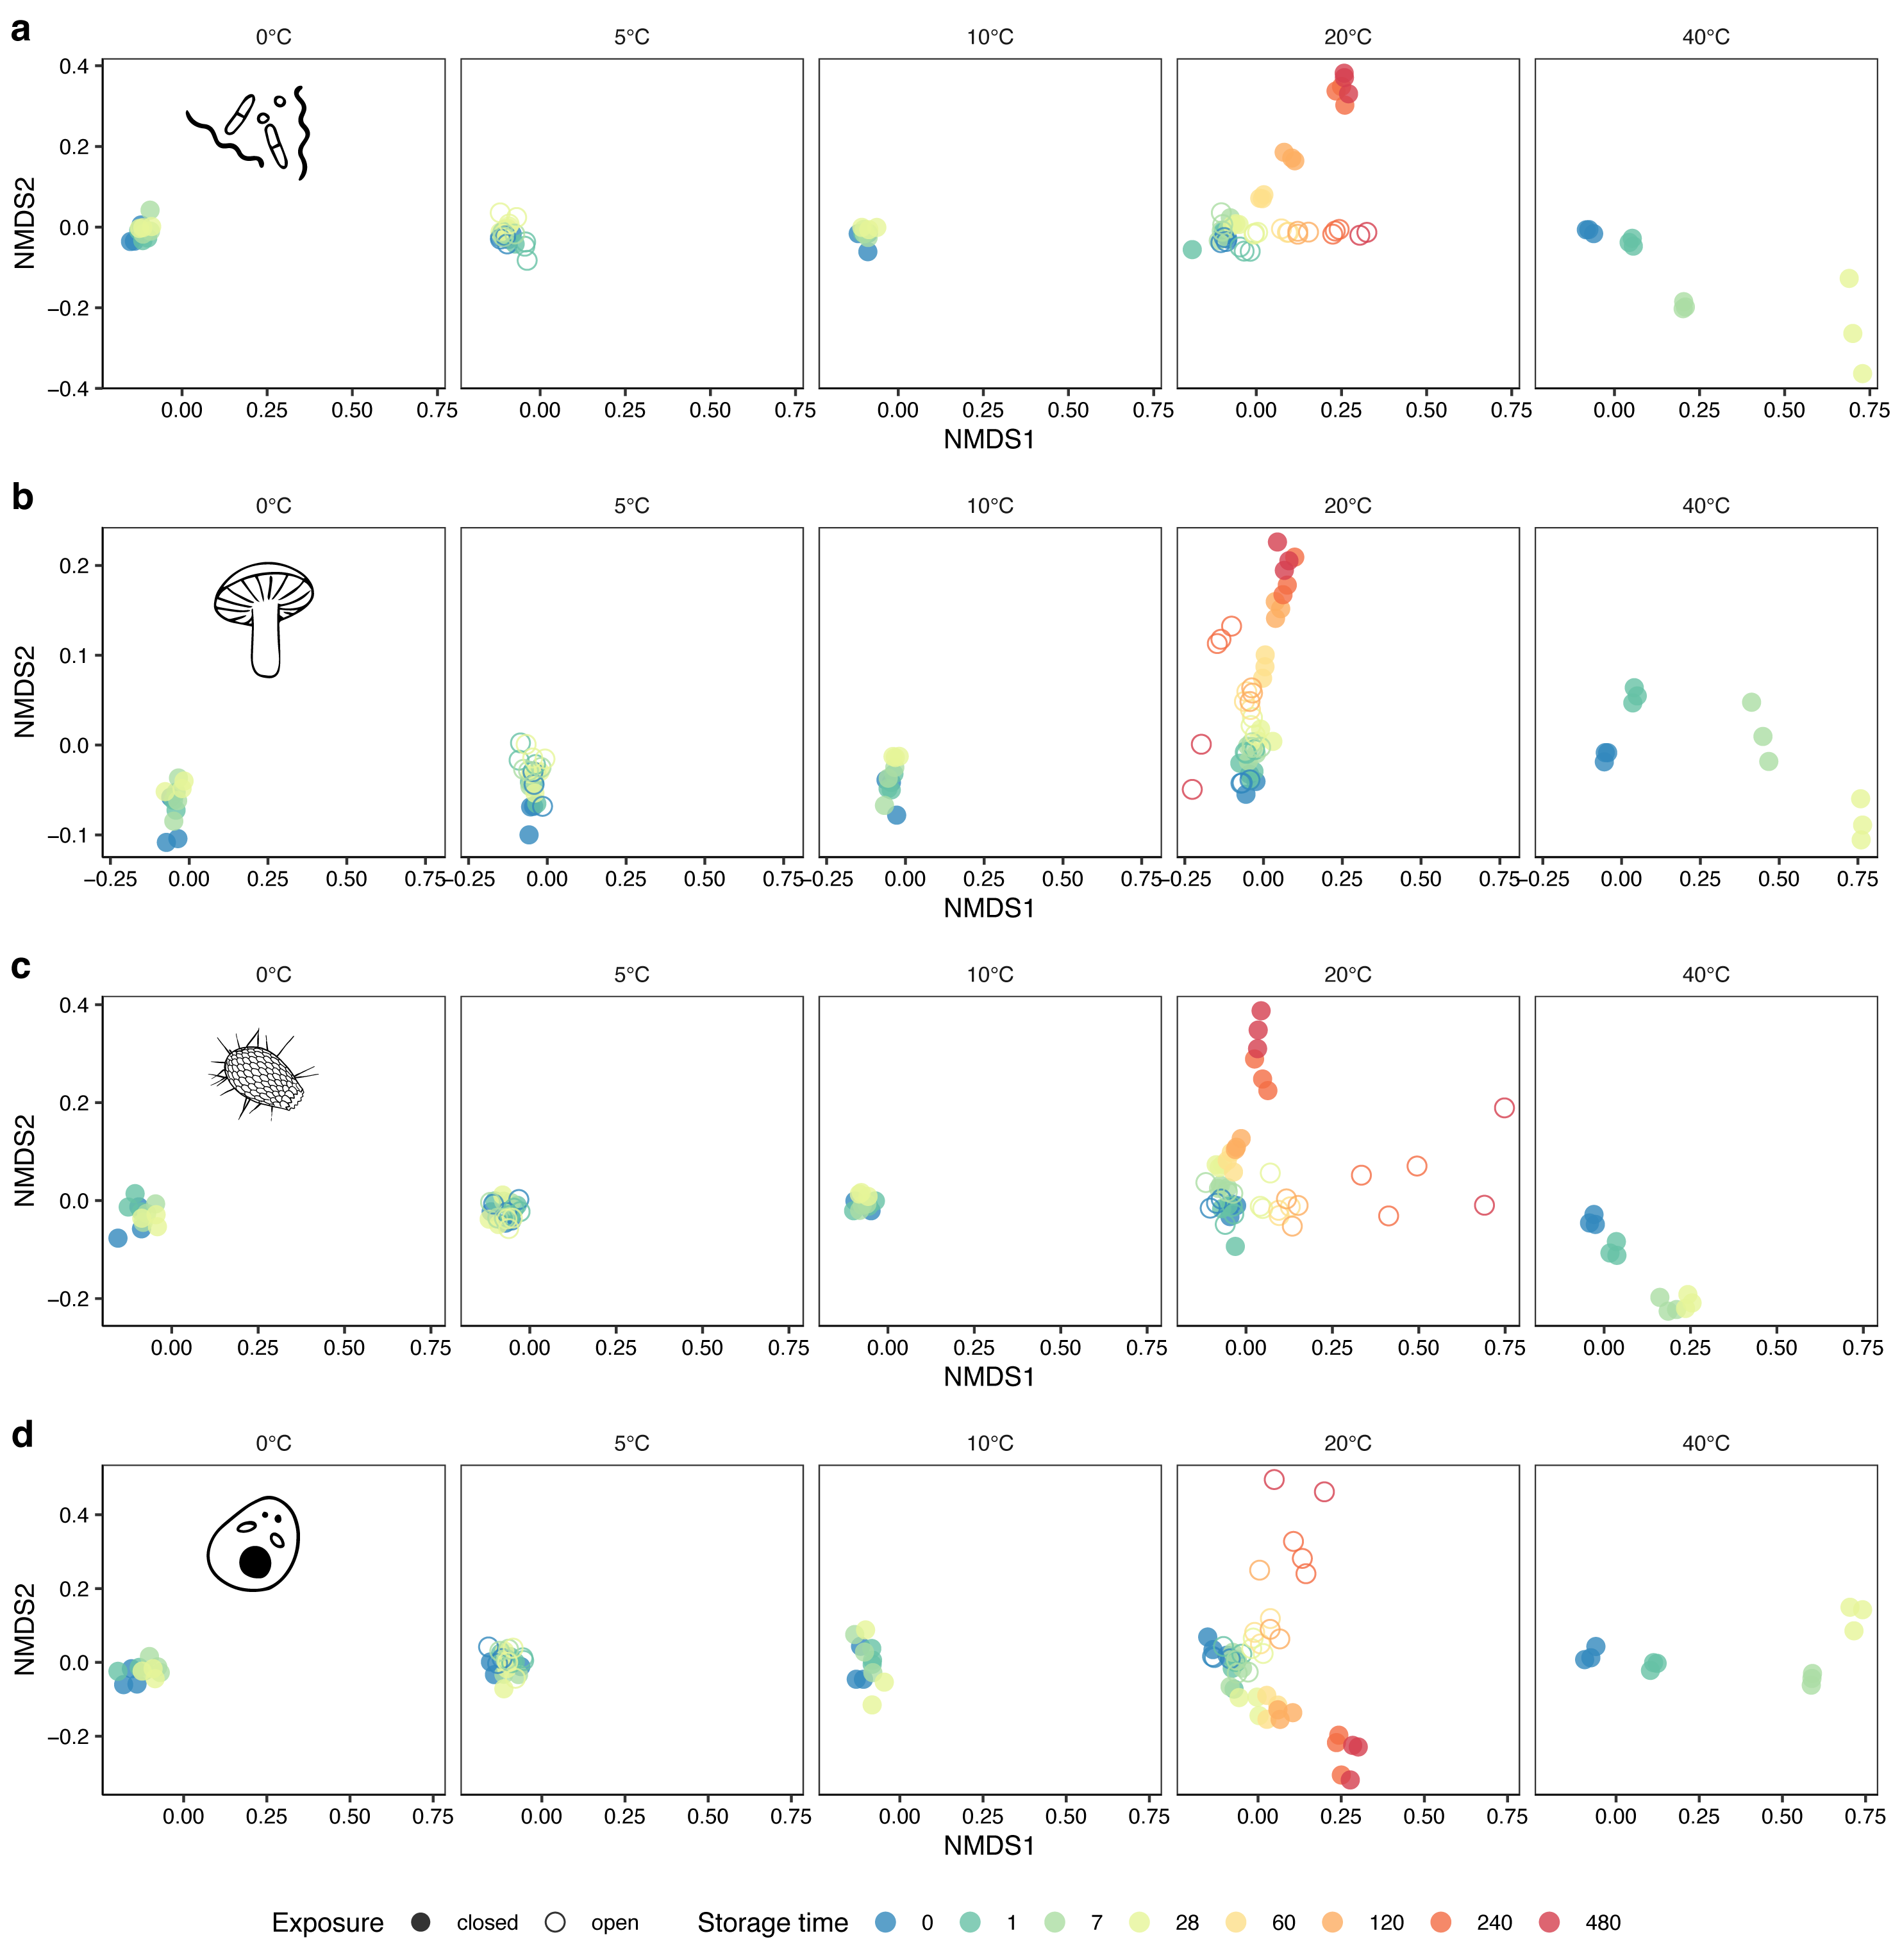 a
0°C 5°C 10°C 20°C 40°C
0.4
0.2
0.0
−0.2
−0.4
NMDS2
0.00 0.25 0.50 0.75 0.00 0.25 0.50 0.75 0.00 0.25 0.50 0.75 0.00 0.25 0.50 0.75 0.00 0.25 0.50 0.75
NMDS1
b
0°C 5°C 10°C 20°C 40°C
0.2
0.1
0.0
−0.1
NMDS2
−0.25 0.00 0.25 0.50 0.75 −0.25 0.00 0.25 0.50 0.75 −0.25 0.00 0.25 0.50 0.75 −0.25 0.00 0.25 0.50 0.75 −0.25 0.00 0.25 0.50 0.75
NMDS1
c
0°C 5°C 10°C 20°C 40°C
0.4
0.2
0.0
−0.2
NMDS2
0.00 0.25 0.50 0.75 0.00 0.25 0.50 0.75 0.00 0.25 0.50 0.75 0.00 0.25 0.50 0.75 0.00 0.25 0.50 0.75
NMDS1
d
0°C 5°C 10°C 20°C 40°C
0.4
0.2
0.0
−0.2
NMDS2
0.00 0.25 0.50 0.75 0.00 0.25 0.50 0.75 0.00 0.25 0.50 0.75 0.00 0.25 0.50 0.75 0.00 0.25 0.50 0.75
NMDS1
Exposure closed open Storage time 0 1 7 28 60 120 240 480